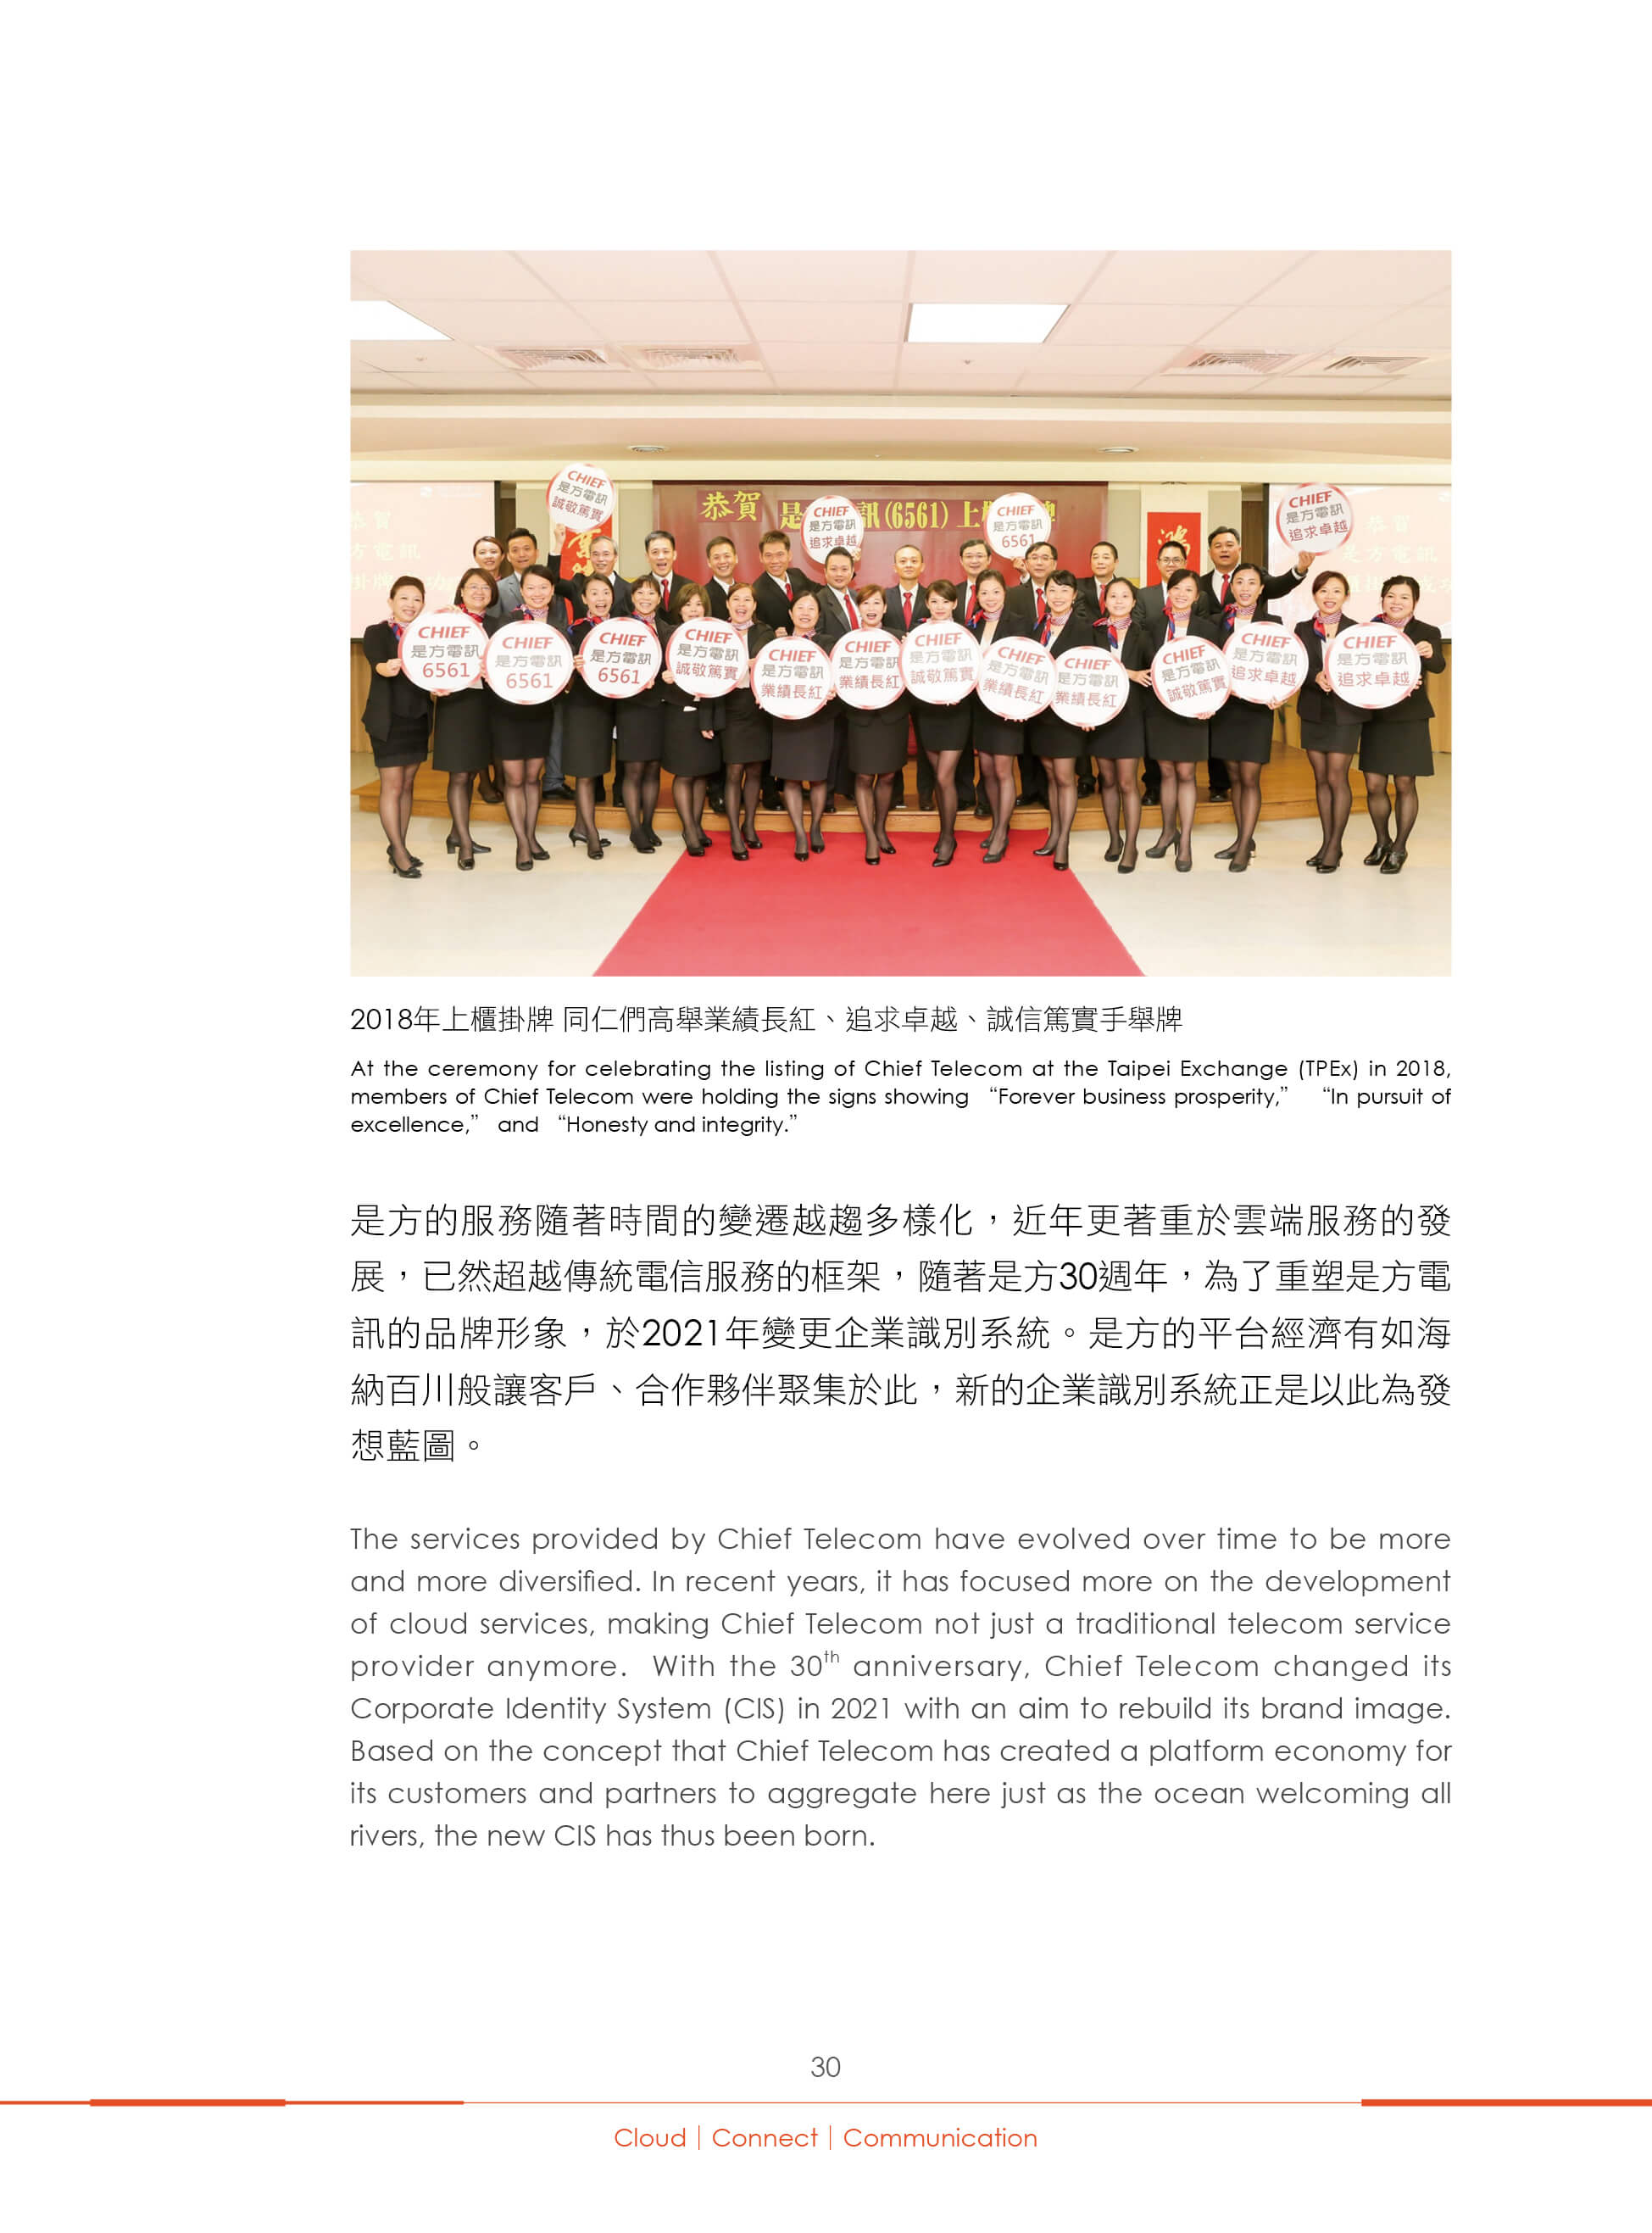 恭賀
訊(6561)上
鴻
CHIEF
是方電訊
誠敬篤實
CHIEF
是方電訊
追求卓越
CHIEF
是方電訊
6561
CHIEF
是方電訊
追求卓越
CHIEF
是方電訊
6561
CHIEF
是方電訊
6561
CHIEF
是方電訊
6561
CHIEF
是方電訊
誠敬篤實
CHIEF
是方電訊
業績長紅
CHIEF
是方電訊
業績長紅
CHIEF
是方電訊
誠敬篤實
CHIEF
是方電訊
業績長紅
CHIEF
是方電訊
業績長紅
CHIEF
是方電訊
誠敬篤實
CHIEF
是方電訊
追求卓越
CHIEF
是方電訊
追求卓越
2018年上櫃掛牌 同仁們高舉業績長紅、追求卓越、誠信篤實手舉牌
At the ceremony for celebrating the listing of Chief Telecom at the Taipei Exchange (TPEx) in 2018,
members of Chief Telecom were holding the signs showing “Forever business prosperity,” “In pursuit of
excellence,” and “Honesty and integrity.”
是方的服務隨著時間的變遷越趨多樣化，近年更著重於雲端服務的發
展，已然超越傳統電信服務的框架，隨著是方30週年，為了重塑是方電
訊的品牌形象，於2021年變更企業識別系統。是方的平台經濟有如海
納百川般讓客戶、合作夥伴聚集於此，新的企業識別系統正是以此為發
想藍圖。
The services provided by Chief Telecom have evolved over time to be more
and more diversified. In recent years, it has focused more on the development
of cloud services, making Chief Telecom not just a traditional telecom service
provider anymore. With the 30th anniversary, Chief Telecom changed its
Corporate Identity System (CIS) in 2021 with an aim to rebuild its brand image.
Based on the concept that Chief Telecom has created a platform economy for
its customers and partners to aggregate here just as the ocean welcoming all
rivers, the new CIS has thus been born.
30
Cloud｜Connect｜Communication